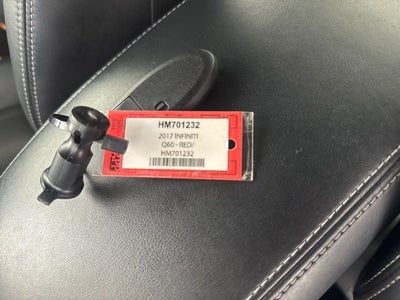 HM701232
2017 INFINITI
Q60 - RED/
HM701232